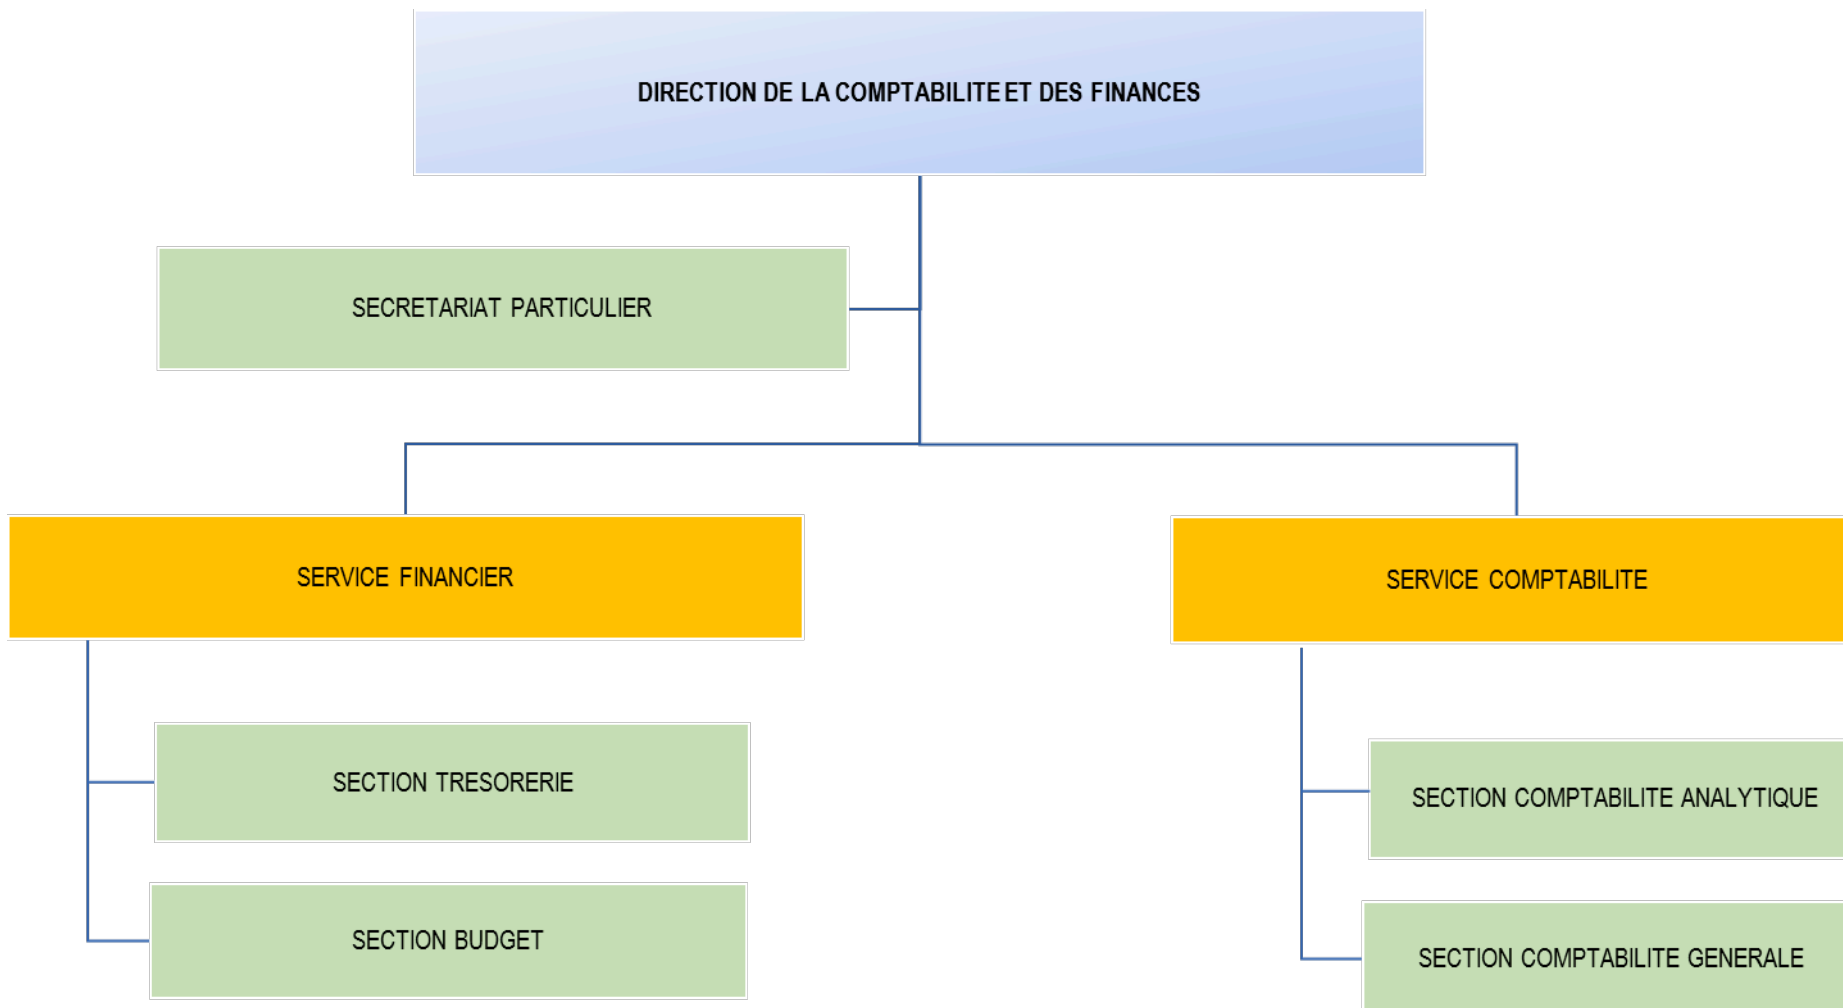 DIRECTION DE LA COMPTABILITE ET DES FINANCES
SECRETARIAT PARTICULIER
SERVICE FINANCIER
SERVICE COMPTABILITE
SECTION TRESORERIE
SECTION COMPTABILITE ANALYTIQUE
SECTION BUDGET
SECTION COMPTABILITE GENERALE